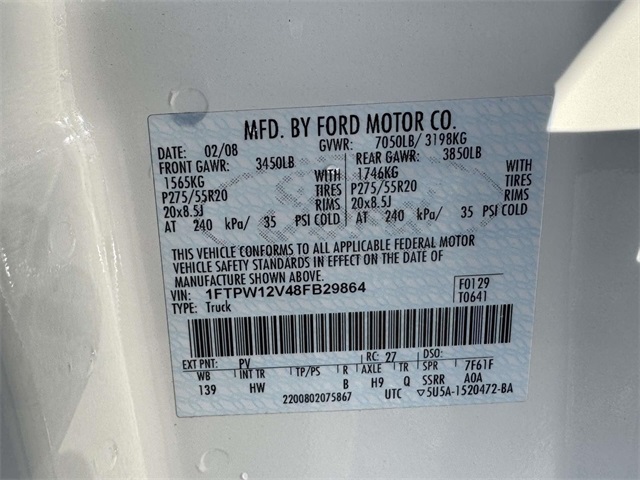 MFD. BY FORD MOTOR CO.
DATE: 02/08 GVWR: 7050LB/ 3198KG
FRONT GAWR: 3450LB REAR GAWR: 3850LB
1565KG WITH 1746KG WITH
P275/55R20 TIRES P275/55R20 TIRES
20x8.5J RIMS 20x8.5J RIMS
AT 240 kPa/ 35 PSI COLD AT 240 kPa/ 35 PSI COLD
THIS VEHICLE CONFORMS TO ALL APPLICABLE FEDERAL MOTOR
VEHICLE SAFETY STANDARDS IN EFFECT ON THE DATE OF
MANUFACTURE SHOWN ABOVE.
VIN: 1FTPW12V48FB29864 F0129
TYPE: Truck T0641
EXT PNT: PV RC: 27 DSO:
WB INT TR TP/PS R AXLE TR SPR 7F61F
139 HW B H9 Q SSRR A0A
2200802075867 UTC ▽5U5A-1520472-BA